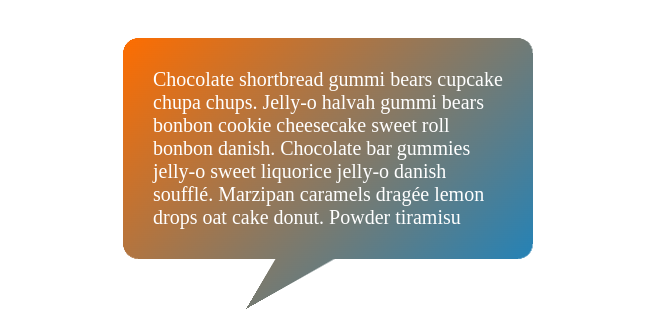 Chocolate shortbread gummi bears cupcake
chupa chups. Jelly-o halvah gummi bears
bonbon cookie cheesecake sweet roll
bonbon danish. Chocolate bar gummies
jelly-o sweet liquorice jelly-o danish
soufflé. Marzipan caramels dragée lemon
drops oat cake donut. Powder tiramisu